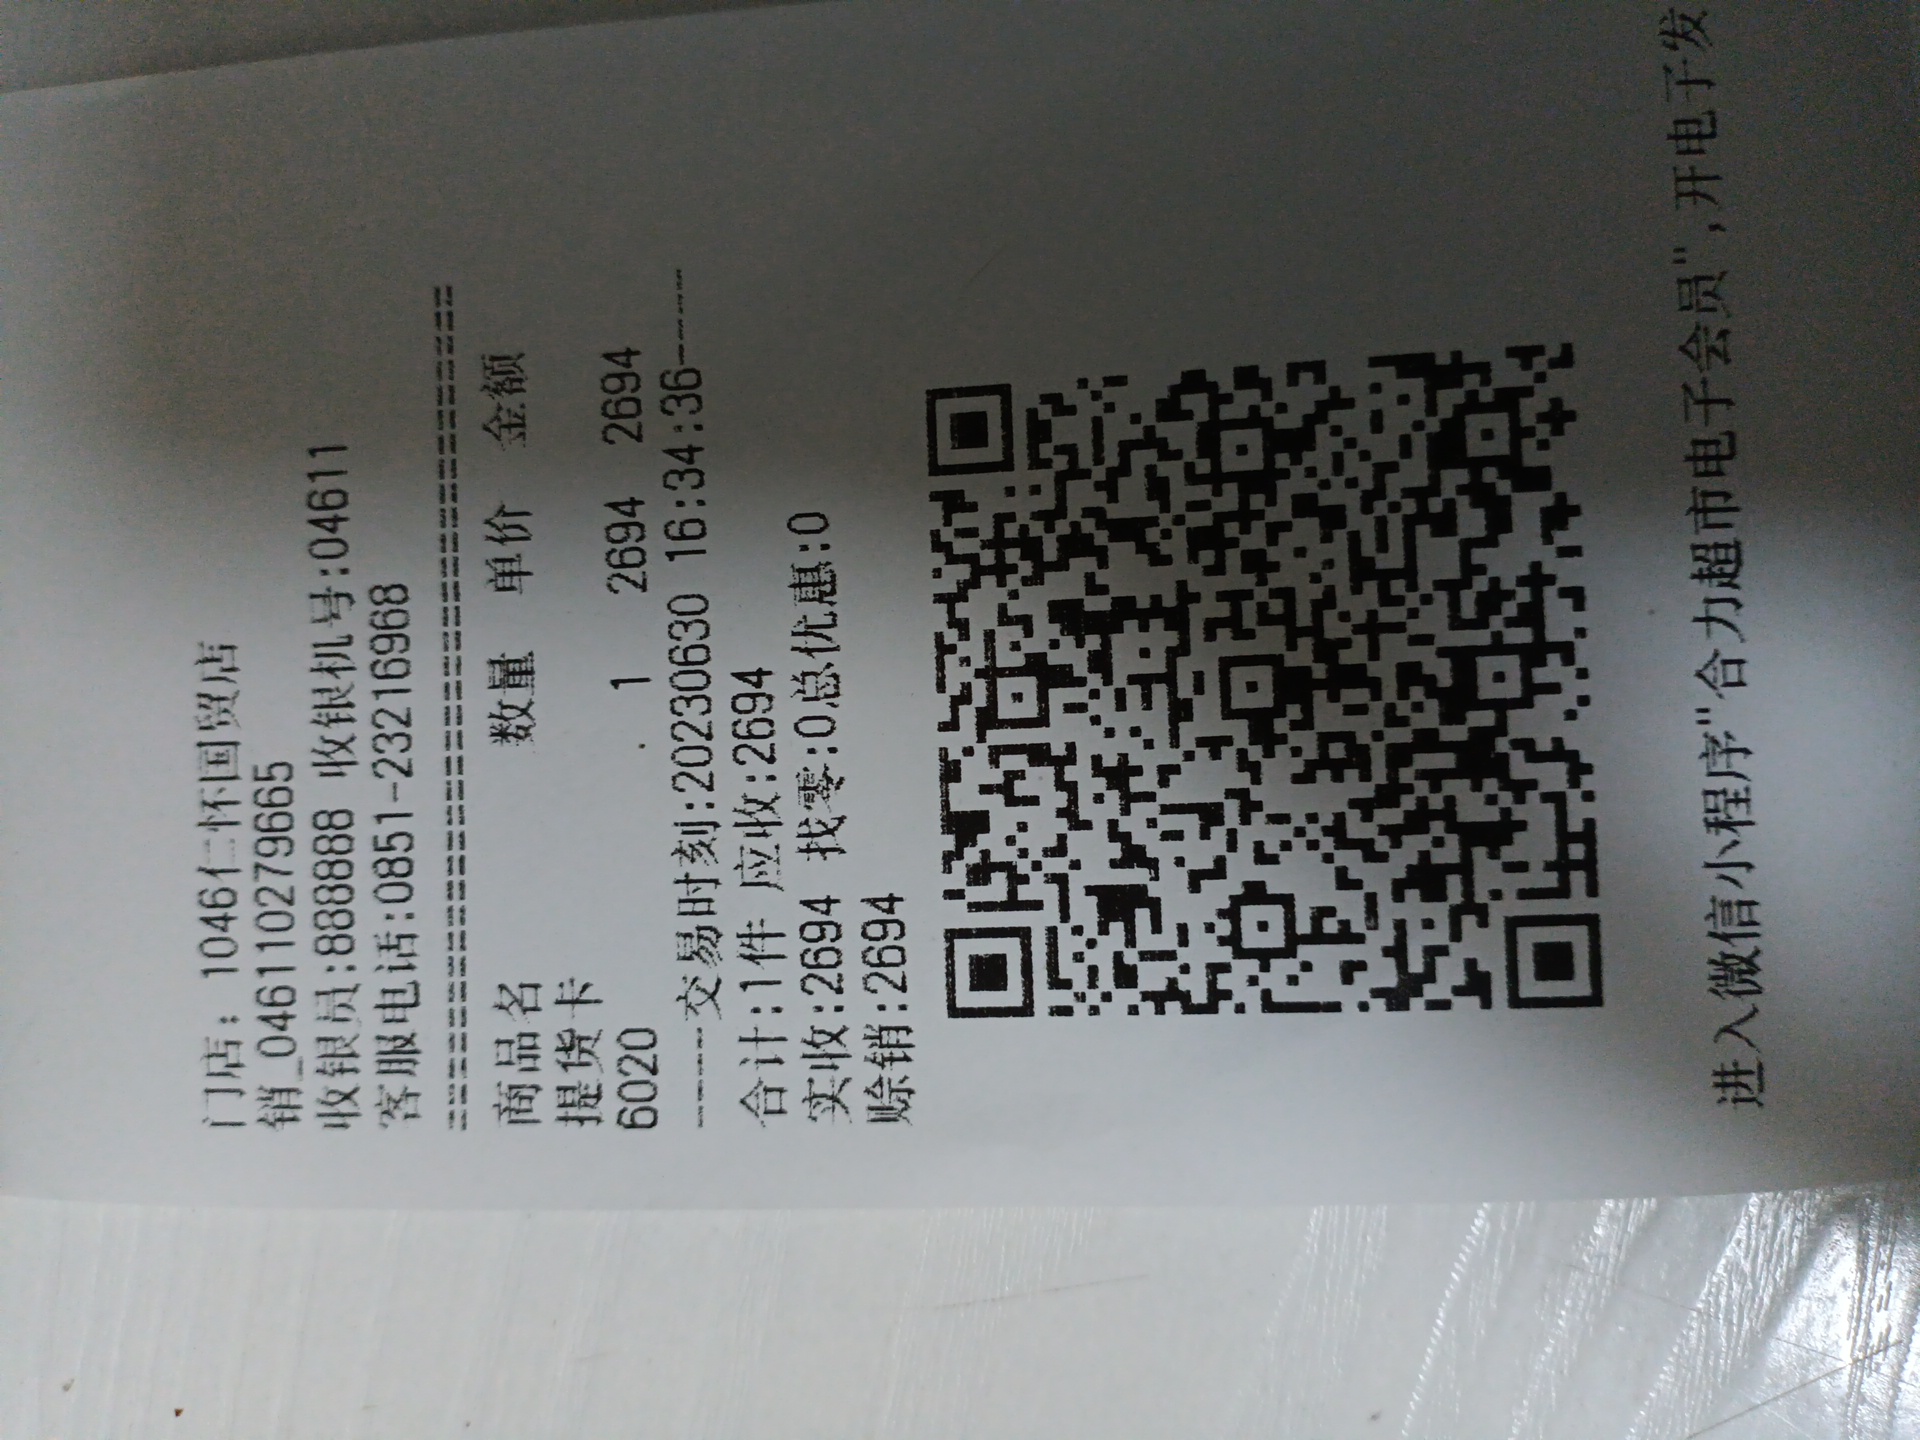 门店: 1046仁怀国贸店
销_0461102796​65
收银员:888888 收银机号:04611
客服电话:0851-23216968
==========================================
商品名 数量 单价 金额
提货卡
6020 1 2694 2694
-----交易时刻:20230630 16:34:36-----
合计:1件 应收:2694
实收:2694 找零:0总优惠:0
赊销:2694
进入微信小程序"合力超市电子会员",开电子发